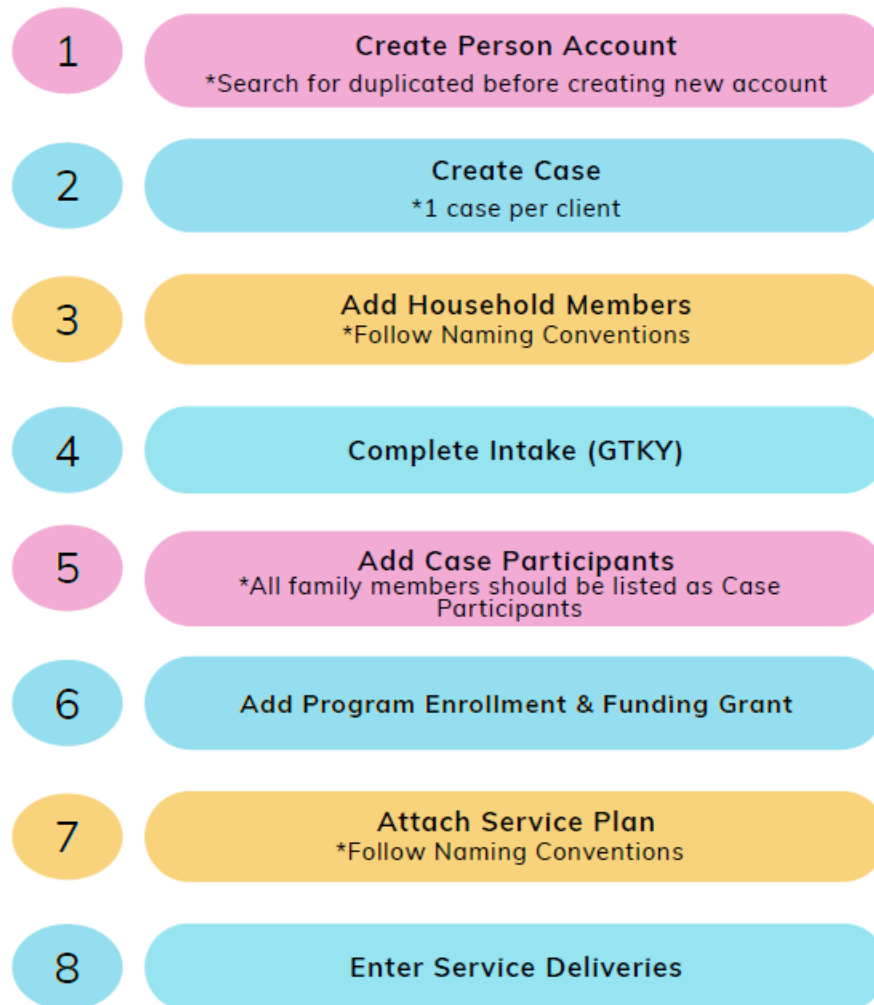 1
Create Person Account
*Search for duplicated before creating new account
2
Create Case
*1 case per client
3
Add Household Members
*Follow Naming Conventions
4
Complete Intake (GTKY)
5
Add Case Participants
*All family members should be listed as Case
Participants
6
Add Program Enrollment & Funding Grant
7
Attach Service Plan
*Follow Naming Conventions
8
Enter Service Deliveries